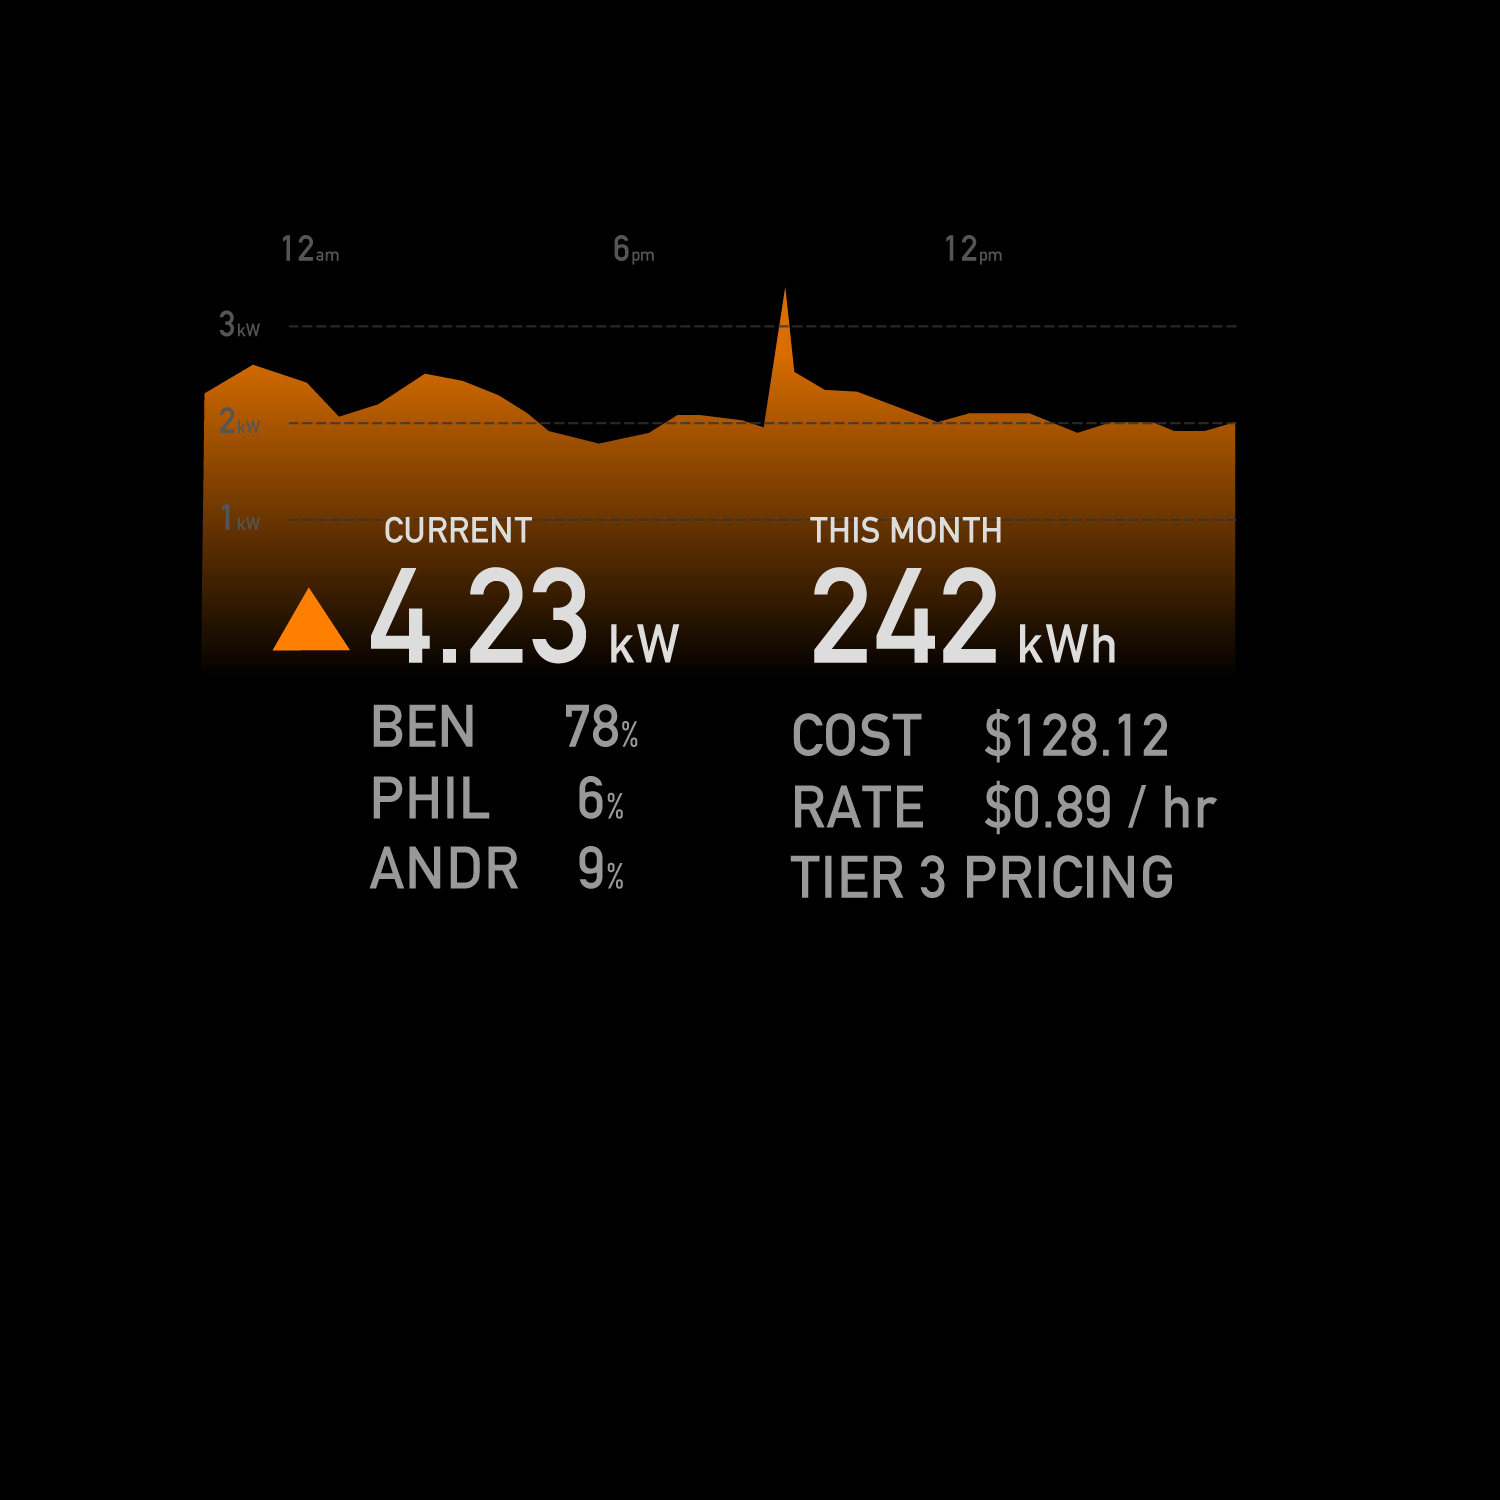 12am 6pm 12pm
3kW
2kW
1kW
CURRENT
4.23 kW
BEN 78%
PHIL 6%
ANDR 9%
THIS MONTH
242 kWh
COST $128.12
RATE $0.89 / hr
TIER 3 PRICING